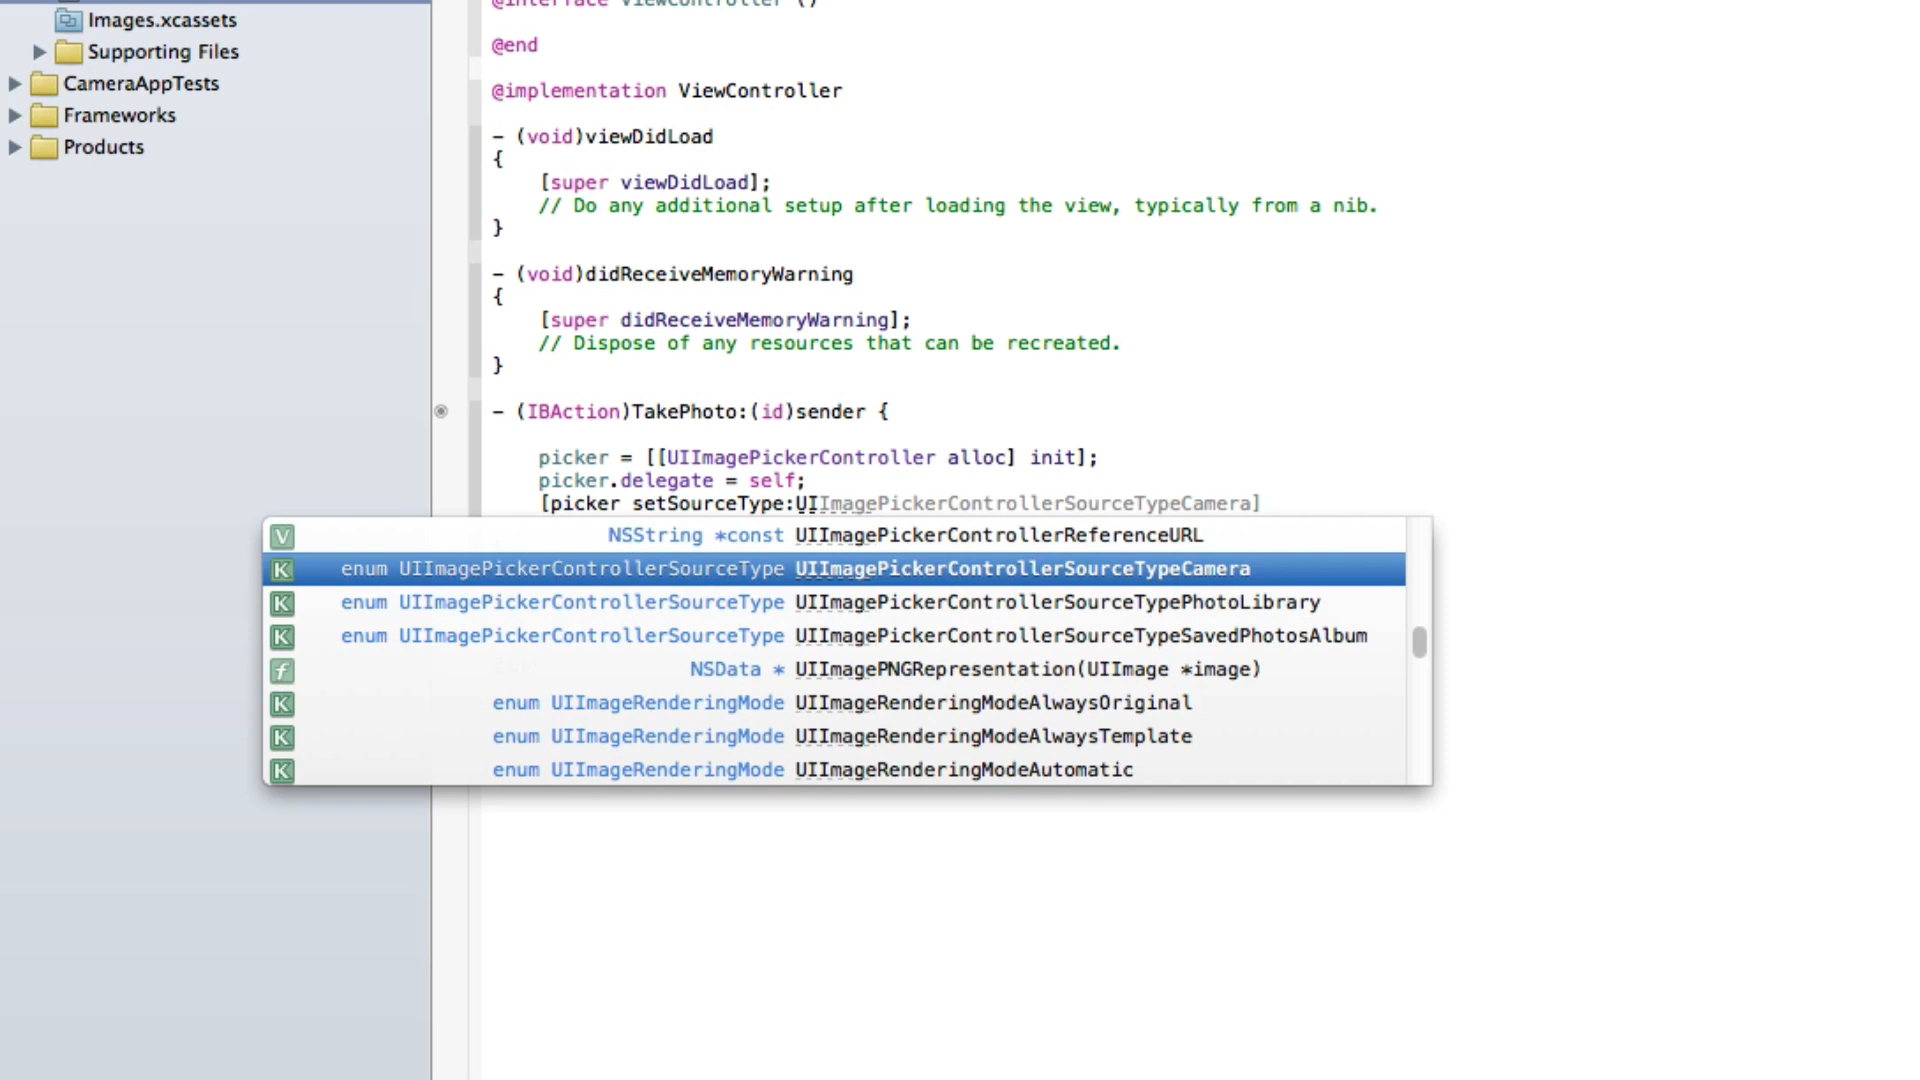 Images.xcassets
Supporting Files
CameraAppTests
Frameworks
Products
@interface ViewController ()
@end
@implementation ViewController
- (void)viewDidLoad
{
[super viewDidLoad];
// Do any additional setup after loading the view, typically from a nib.
}
- (void)didReceiveMemoryWarning
{
[super didReceiveMemoryWarning];
// Dispose of any resources that can be recreated.
}
- (IBAction)TakePhoto:(id)sender {
picker = [[UIImagePickerController alloc] init];
picker.delegate = self;
[picker setSourceType:UIImagePickerControllerSourceTypeCamera]
V NSString *const UIImagePickerControllerReferenceURL
K enum UIImagePickerControllerSourceType UIImagePickerControllerSourceTypeCamera
K enum UIImagePickerControllerSourceType UIImagePickerControllerSourceTypePhotoLibrary
K enum UIImagePickerControllerSourceType UIImagePickerControllerSourceTypeSavedPhotosAlbum
f NSData * UIImagePNGRepresentation(UIImage *image)
K enum UIImageRenderingMode UIImageRenderingModeAlwaysOriginal
K enum UIImageRenderingMode UIImageRenderingModeAlwaysTemplate
K enum UIImageRenderingMode UIImageRenderingModeAutomatic